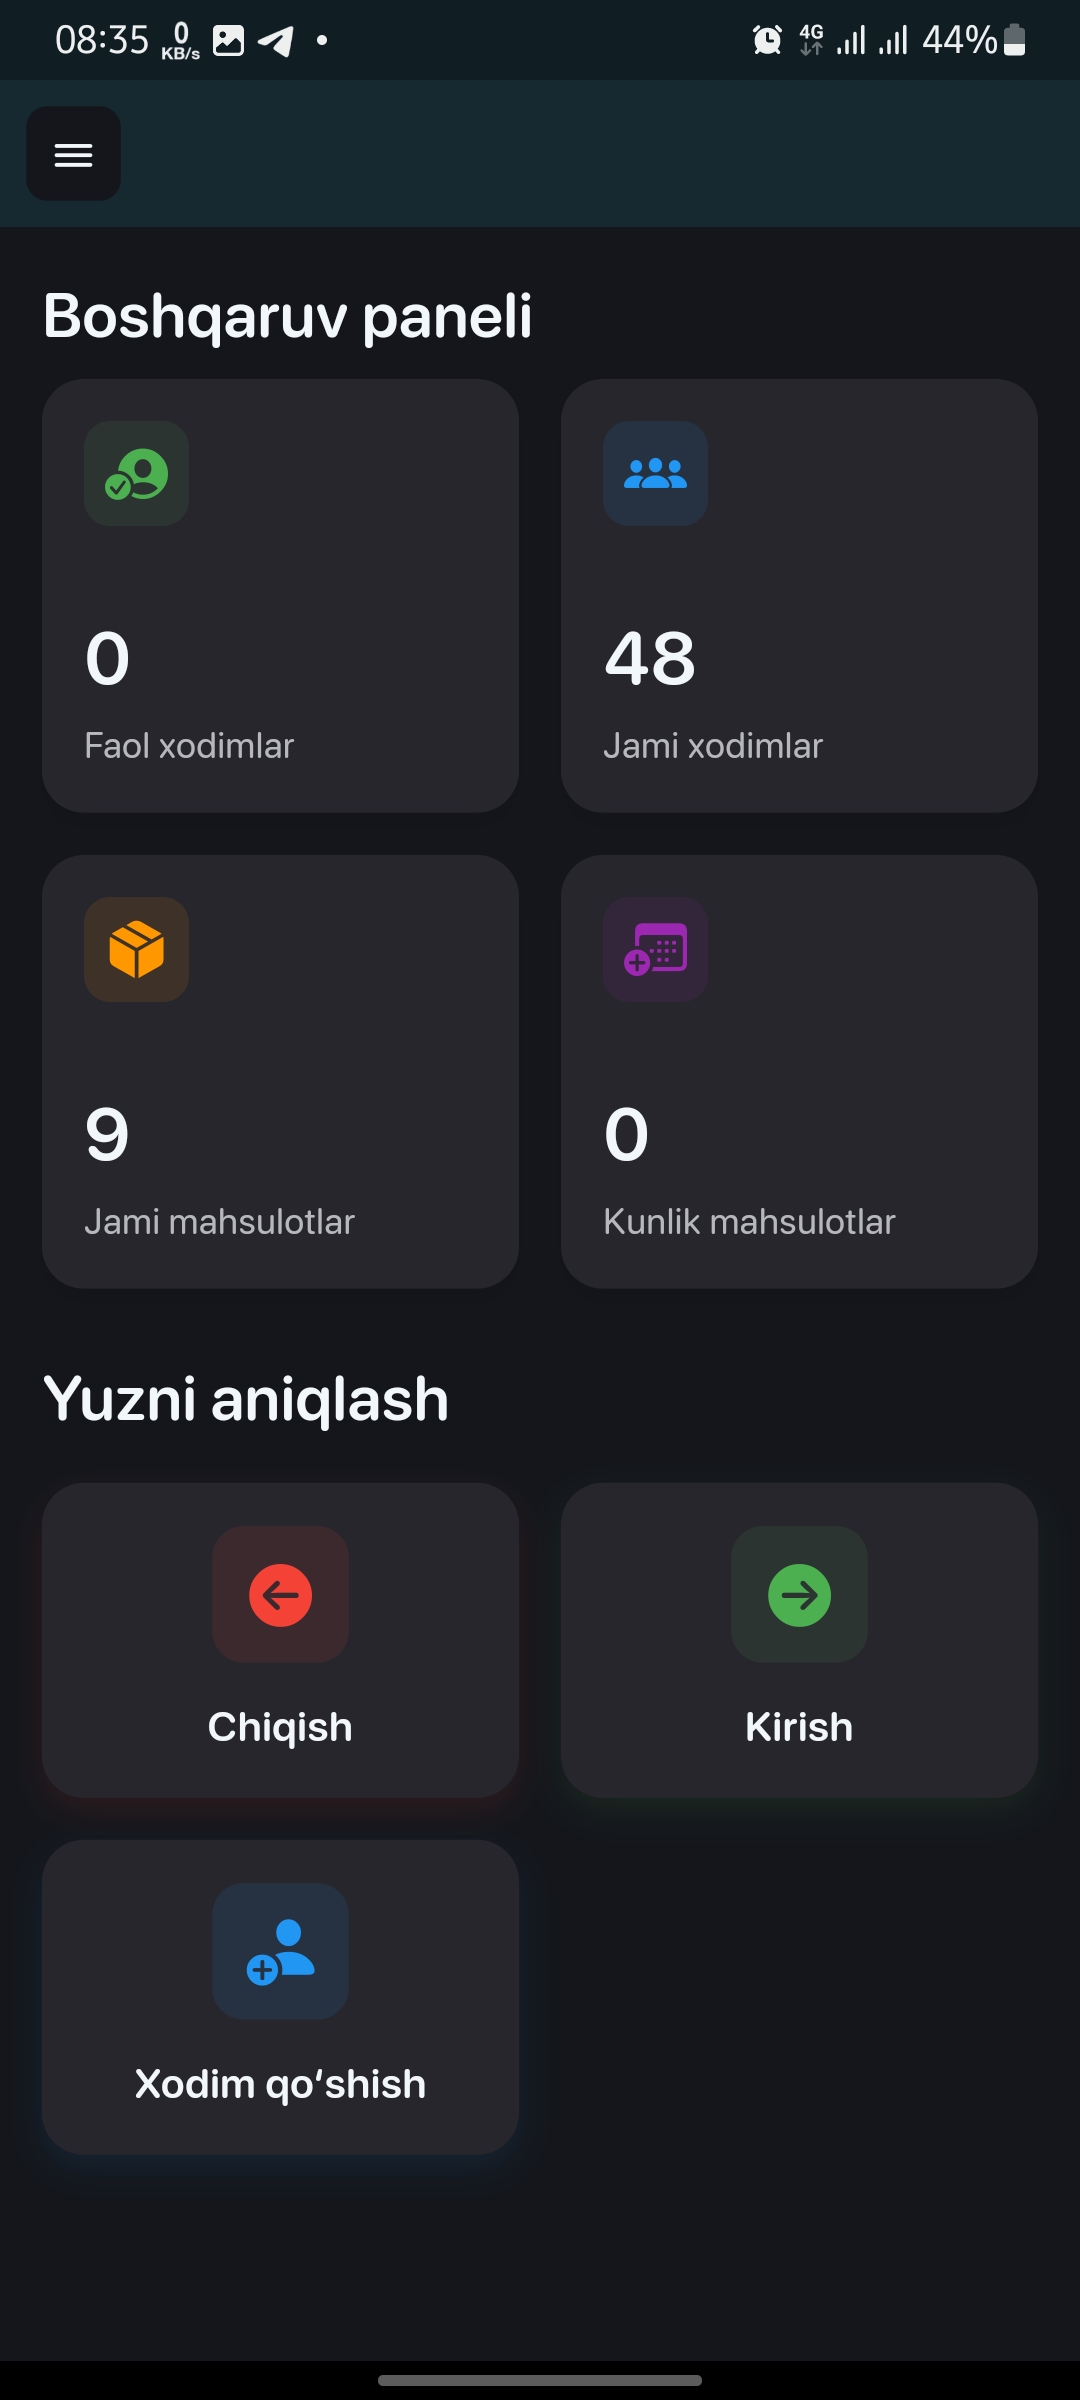 08:35 0 KB/s 4G 44%
Boshqaruv paneli
0
Faol xodimlar
48
Jami xodimlar
9
Jami mahsulotlar
0
Kunlik mahsulotlar
Yuzni aniqlash
Chiqish
Kirish
Xodim qo‘shish